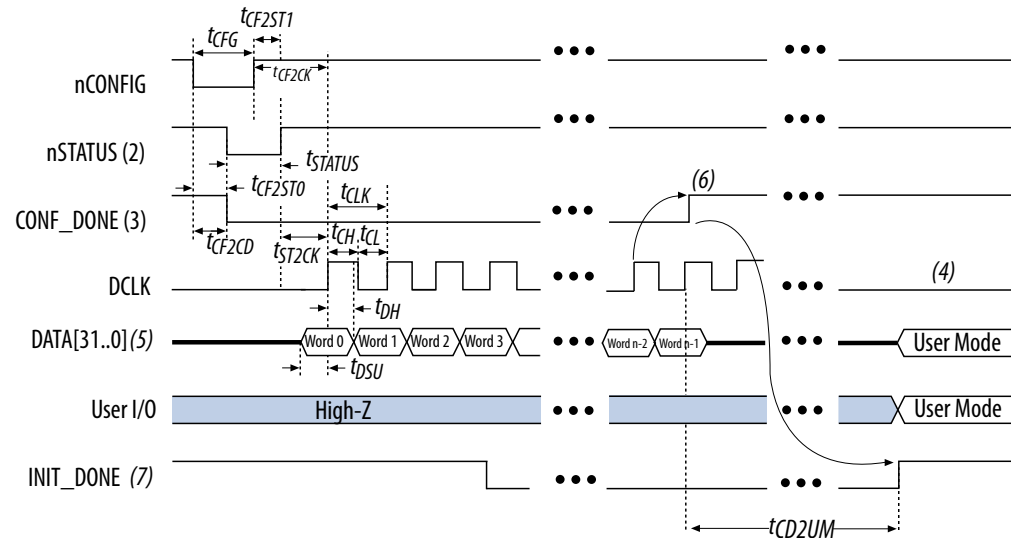 tCF2ST1
tCFG
nCONFIG
tCF2CK
nSTATUS (2)
tSTATUS
tCF2ST0
tCLK
(6)
CONF_DONE (3)
tCF2CD
tST2CK
tCH
tCL
(4)
DCLK
tDH
DATA[31..0](5)
Word 0
Word 1
Word 2
Word 3
Word n-2
Word n-1
User Mode
tDSU
User I/O
High-Z
User Mode
INIT_DONE (7)
tCD2UM